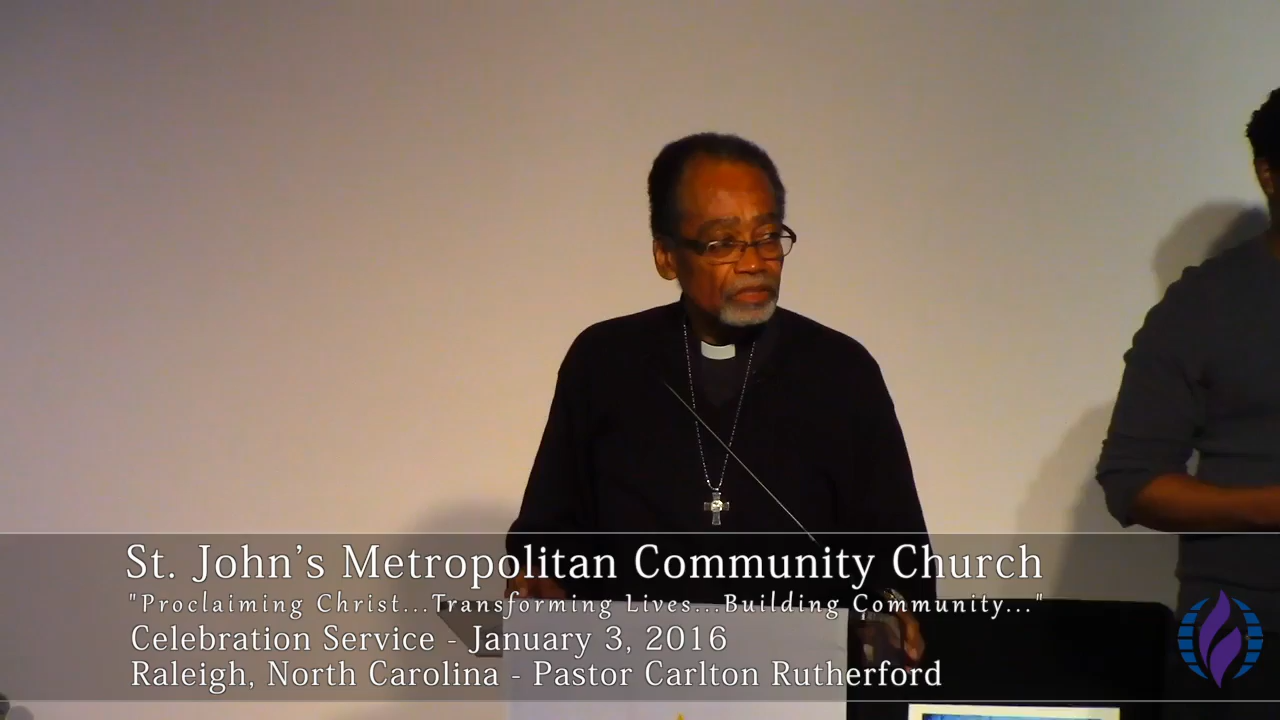 St. John's Metropolitan Community Church
"Proclaiming Christ...Transforming Lives...Building Community..."
Celebration Service - January 3, 2016
Raleigh, North Carolina - Pastor Carlton Rutherford